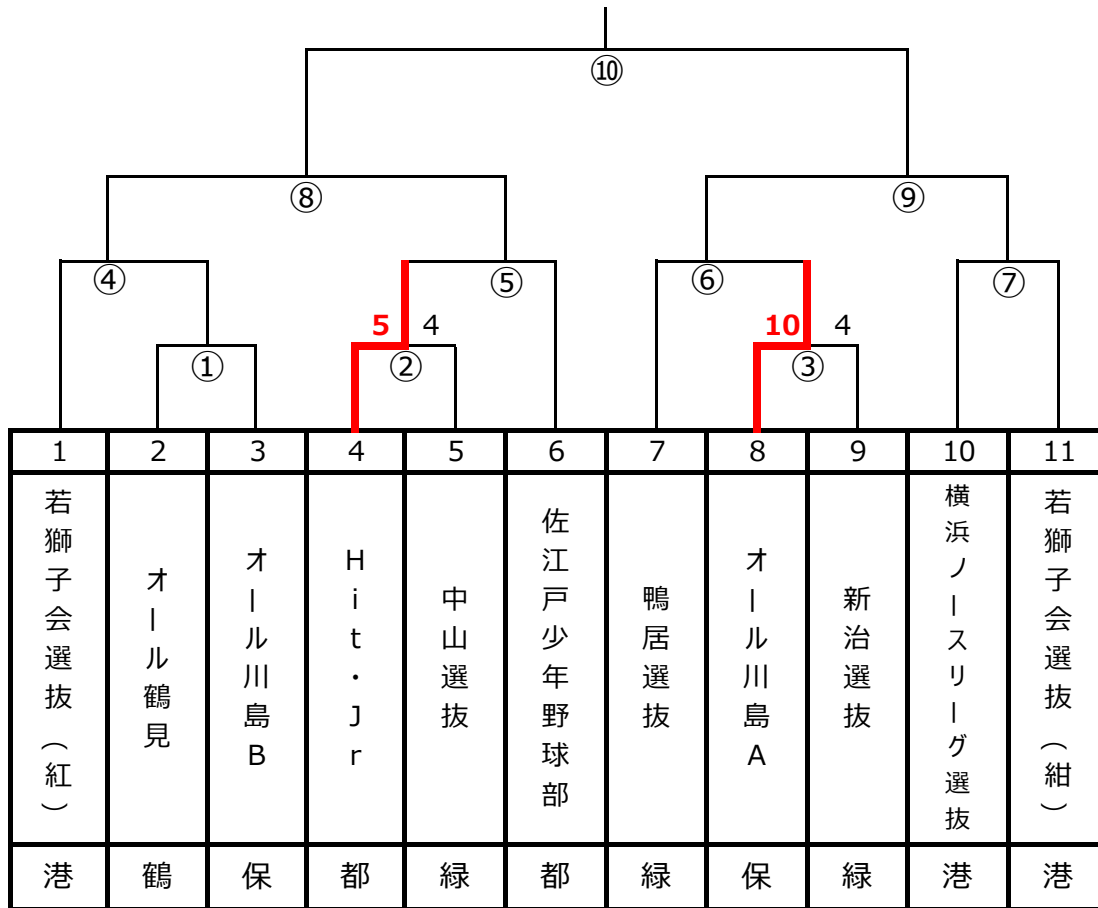 ⑩
⑧ ⑨
④ ⑤ ⑥ ⑦
5 4 10 4
① ② ③
1 2 3 4 5 6 7 8 9 10 11
若獅子会選抜（紅）
オール鶴見
オール川島B
Hit・Jr
中山選抜
佐江戸少年野球部
鴨居選抜
オール川島A
新治選抜
横浜ノースリーグ選抜
若獅子会選抜（紺）
港 鶴 保 都 緑 都 緑 保 緑 港 港